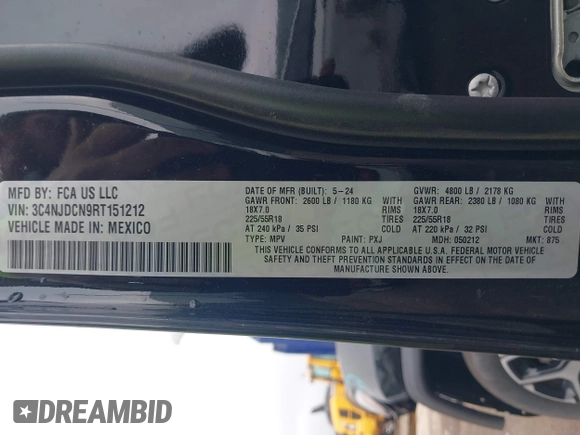 MFD BY: FCA US LLC
VIN: 3C4NJDCN9RT151212
VEHICLE MADE IN: MEXICO
DATE OF MFR (BUILT) : 5-24 GVWR: 4800 LB / 2178 KG
GAWR FRONT: 2600 LB / 1180 KG WITH GAWR REAR: 2380 LB / 1080 KG WITH
18X7.0 RIMS 18X7.0 RIMS
225/55R18 TIRES 225/55R18 TIRES
AT 240 kPa / 35 PSI COLD AT 220 kPa / 32 PSI COLD
TYPE: MPV PAINT: PXJ MDH: 050212 MKT: 875
THIS VEHICLE CONFORMS TO ALL APPLICABLE U.S.A. FEDERAL MOTOR VEHICLE
SAFETY AND THEFT PREVENTION STANDARDS IN EFFECT ON THE DATE OF
MANUFACTURE SHOWN ABOVE.
DREAMBID